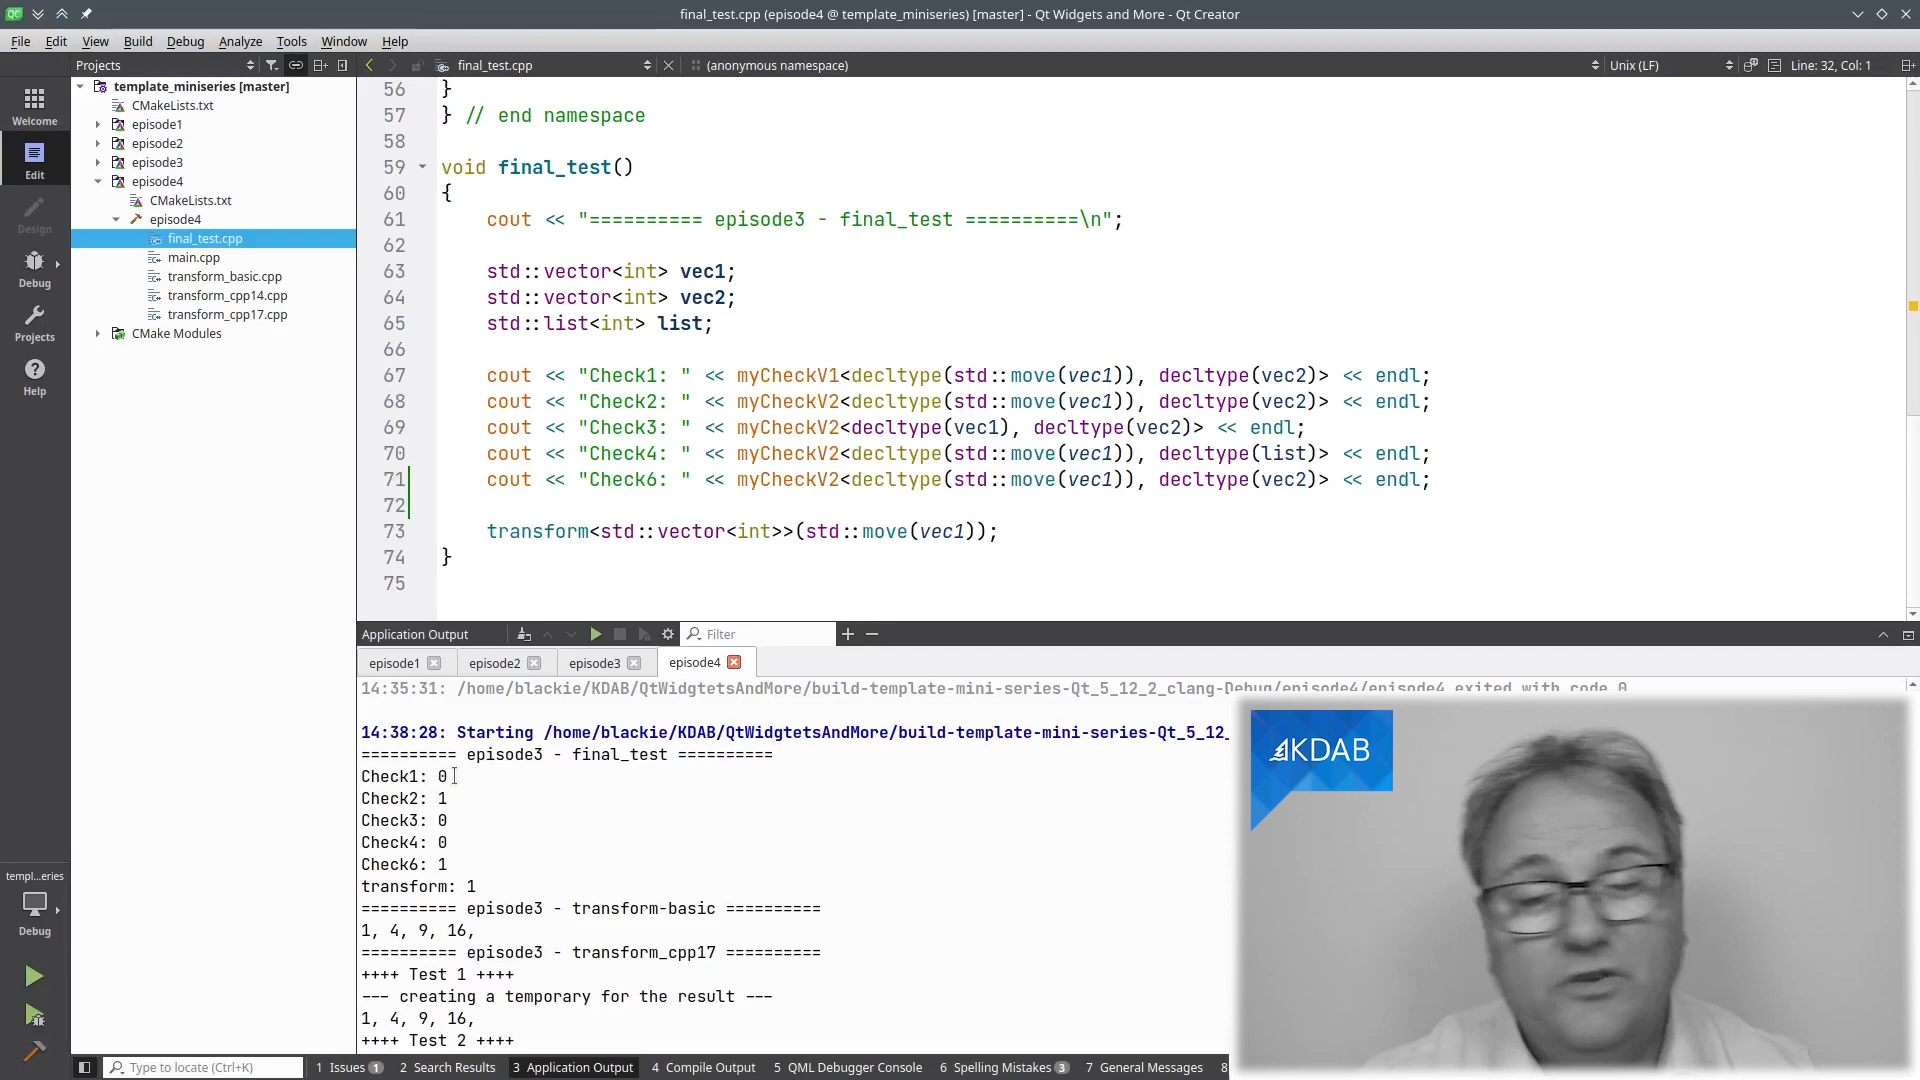 final_test.cpp (episode4 @ template_miniseries) [master] - Qt Widgets and More - Qt Creator
File Edit View Build Debug Analyze Tools Window Help
Projects
final_test.cpp
(anonymous namespace)
Unix (LF)
Line: 32, Col: 1
Welcome
Edit
Design
Debug
Projects
Help
template_miniseries [master]
CMakeLists.txt
episode1
episode2
episode3
episode4
CMakeLists.txt
episode4
final_test.cpp
main.cpp
transform_basic.cpp
transform_cpp14.cpp
transform_cpp17.cpp
CMake Modules
56 }
57 } // end namespace
58
59 void final_test()
60 {
61 cout << "========== episode3 - final_test ==========\n";
62
63 std::vector<int> vec1;
64 std::vector<int> vec2;
65 std::list<int> list;
66
67 cout << "Check1: " << myCheckV1<decltype(std::move(vec1)), decltype(vec2)> << endl;
68 cout << "Check2: " << myCheckV2<decltype(std::move(vec1)), decltype(vec2)> << endl;
69 cout << "Check3: " << myCheckV2<decltype(vec1), decltype(vec2)> << endl;
70 cout << "Check4: " << myCheckV2<decltype(std::move(vec1)), decltype(list)> << endl;
71 cout << "Check6: " << myCheckV2<decltype(std::move(vec1)), decltype(vec2)> << endl;
72
73 transform<std::vector<int>>(std::move(vec1));
74 }
75
Application Output
Filter
episode1 episode2 episode3 episode4
14:35:31: /home/blackie/KDAB/QtWidgtetsAndMore/build-template-mini-series-Qt_5_12_2_clang-Debug/episode4/episode4 exited with code 0
14:38:28: Starting /home/blackie/KDAB/QtWidgtetsAndMore/build-template-mini-series-Qt_5_12_
========== episode3 - final_test ==========
Check1: 0
Check2: 1
Check3: 0
Check4: 0
Check6: 1
transform: 1
========== episode3 - transform-basic ==========
1, 4, 9, 16,
========== episode3 - transform_cpp17 ==========
++++ Test 1 ++++
--- creating a temporary for the result ---
1, 4, 9, 16,
++++ Test 2 ++++
KDAB
templ...eries
Debug
Type to locate (Ctrl+K)
1 Issues 1
2 Search Results
3 Application Output
4 Compile Output
5 QML Debugger Console
6 Spelling Mistakes 3
7 General Messages
8